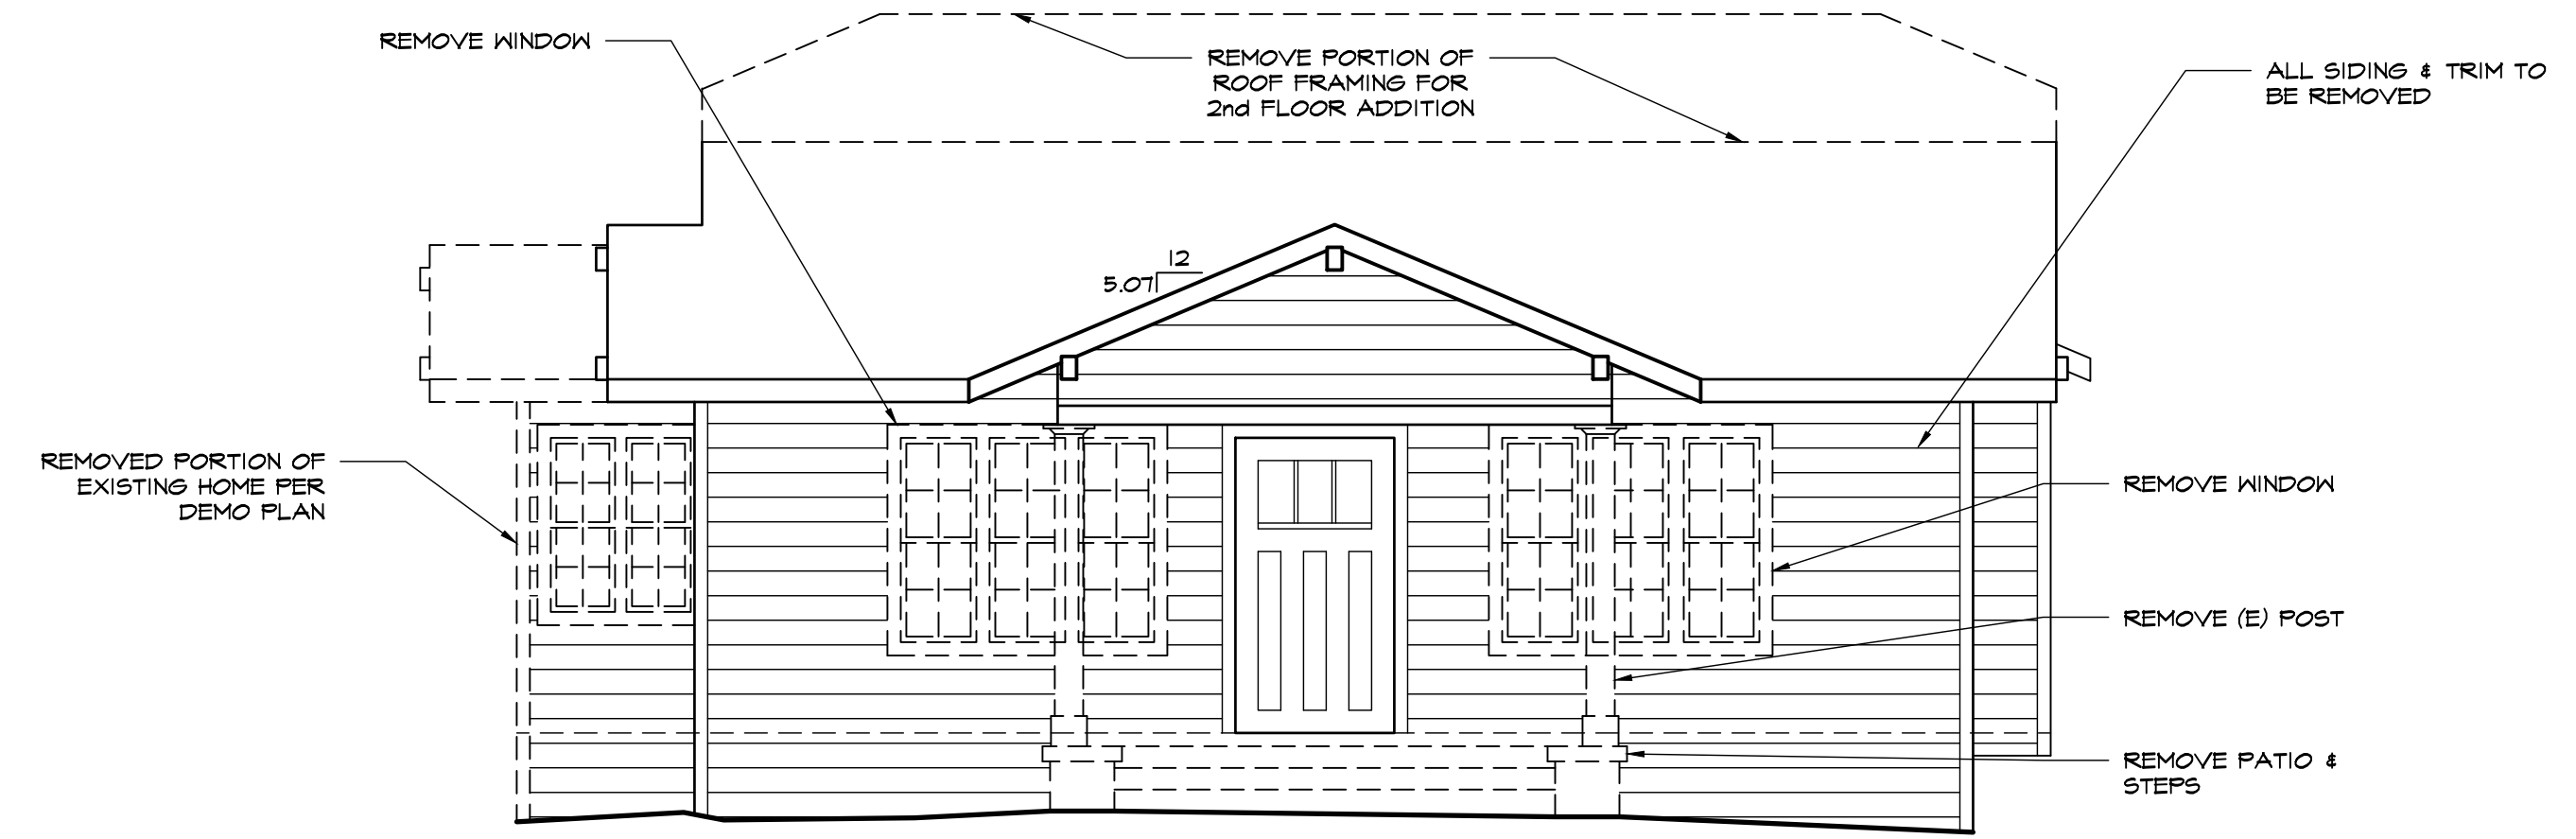 REMOVE WINDOW
REMOVE PORTION OF
ROOF FRAMING FOR
2nd FLOOR ADDITION
ALL SIDING & TRIM TO
BE REMOVED
12
5.07
REMOVED PORTION OF
EXISTING HOME PER
DEMO PLAN
REMOVE WINDOW
REMOVE (E) POST
REMOVE PATIO &
STEPS